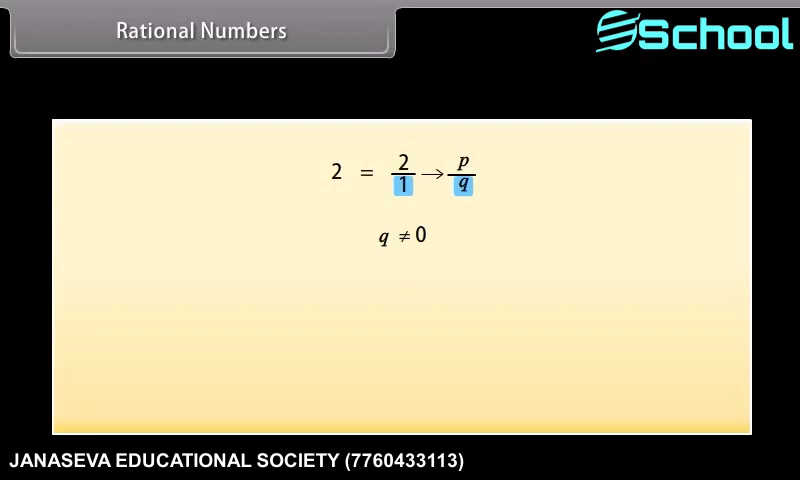 Rational Numbers
School
2 = 2/1 → p/q
q ≠ 0
JANASEVA EDUCATIONAL SOCIETY (7760433113)